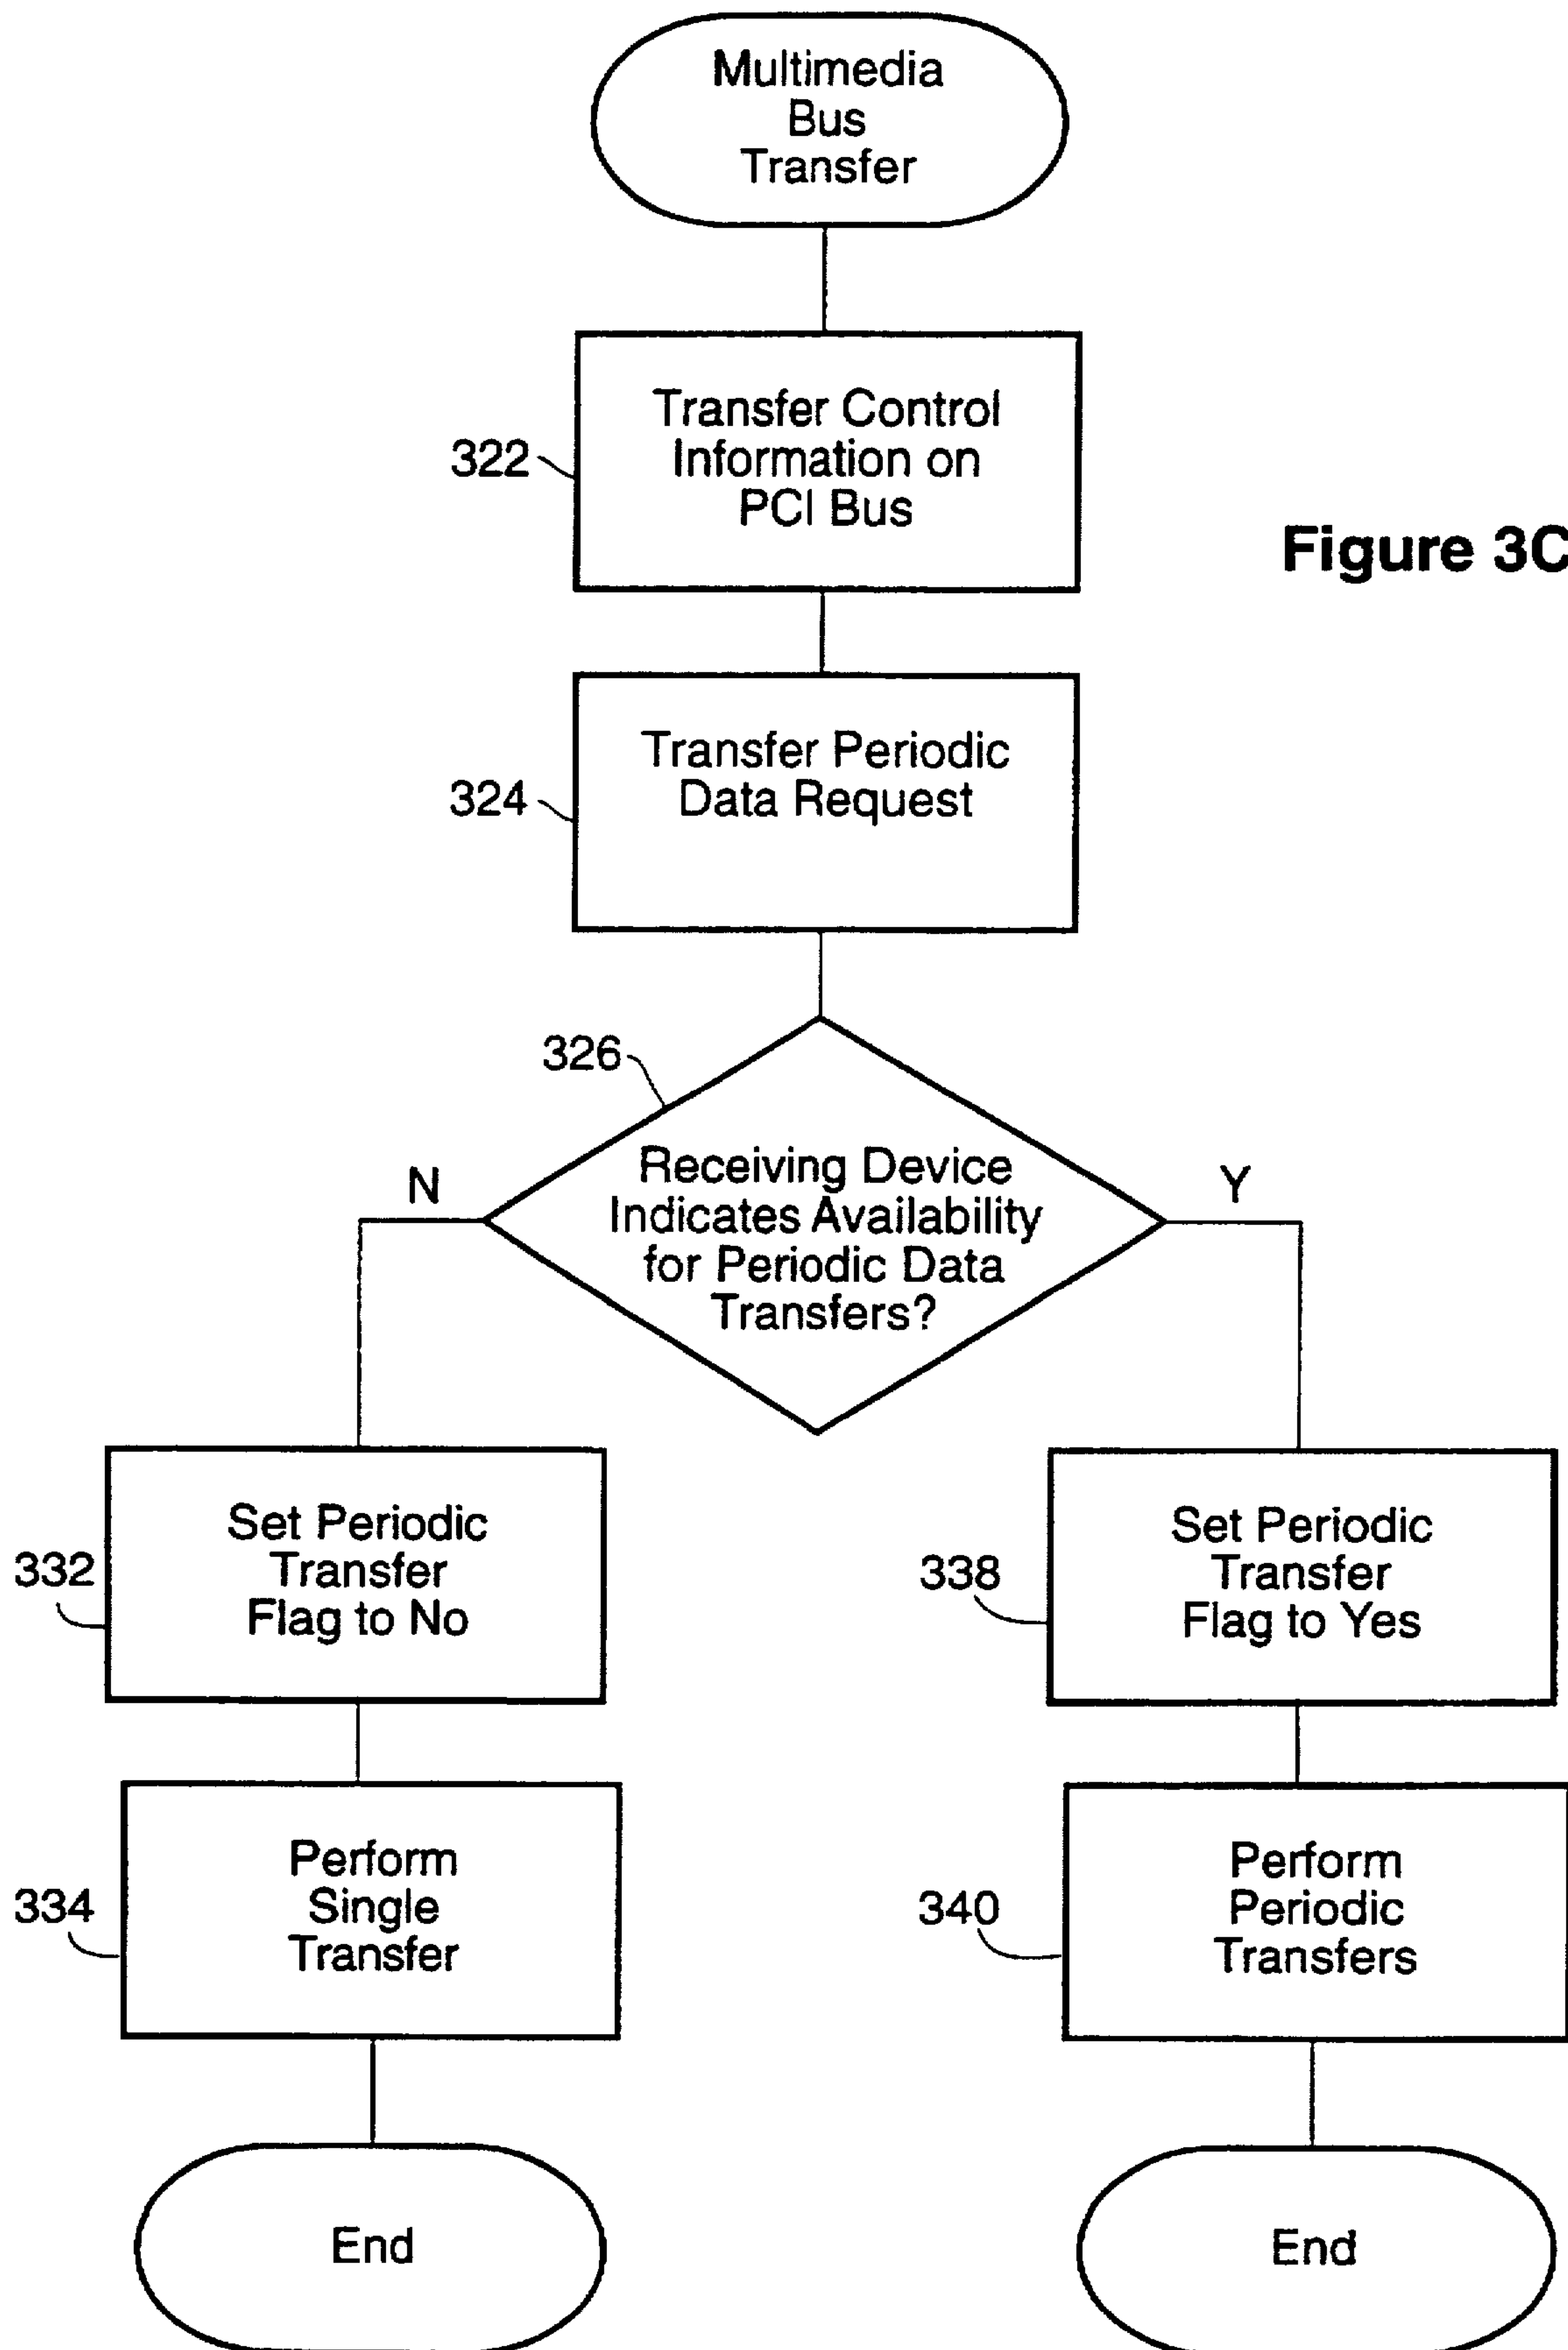 Multimedia
Bus
Transfer
Transfer Control
Information on
PCI Bus
322
Figure 3C
Transfer Periodic
Data Request
324
326
Receiving Device
Indicates Availability
for Periodic Data
Transfers?
N
Y
Set Periodic
Transfer
Flag to No
332
Set Periodic
Transfer
Flag to Yes
338
Perform
Single
Transfer
334
Perform
Periodic
Transfers
340
End
End